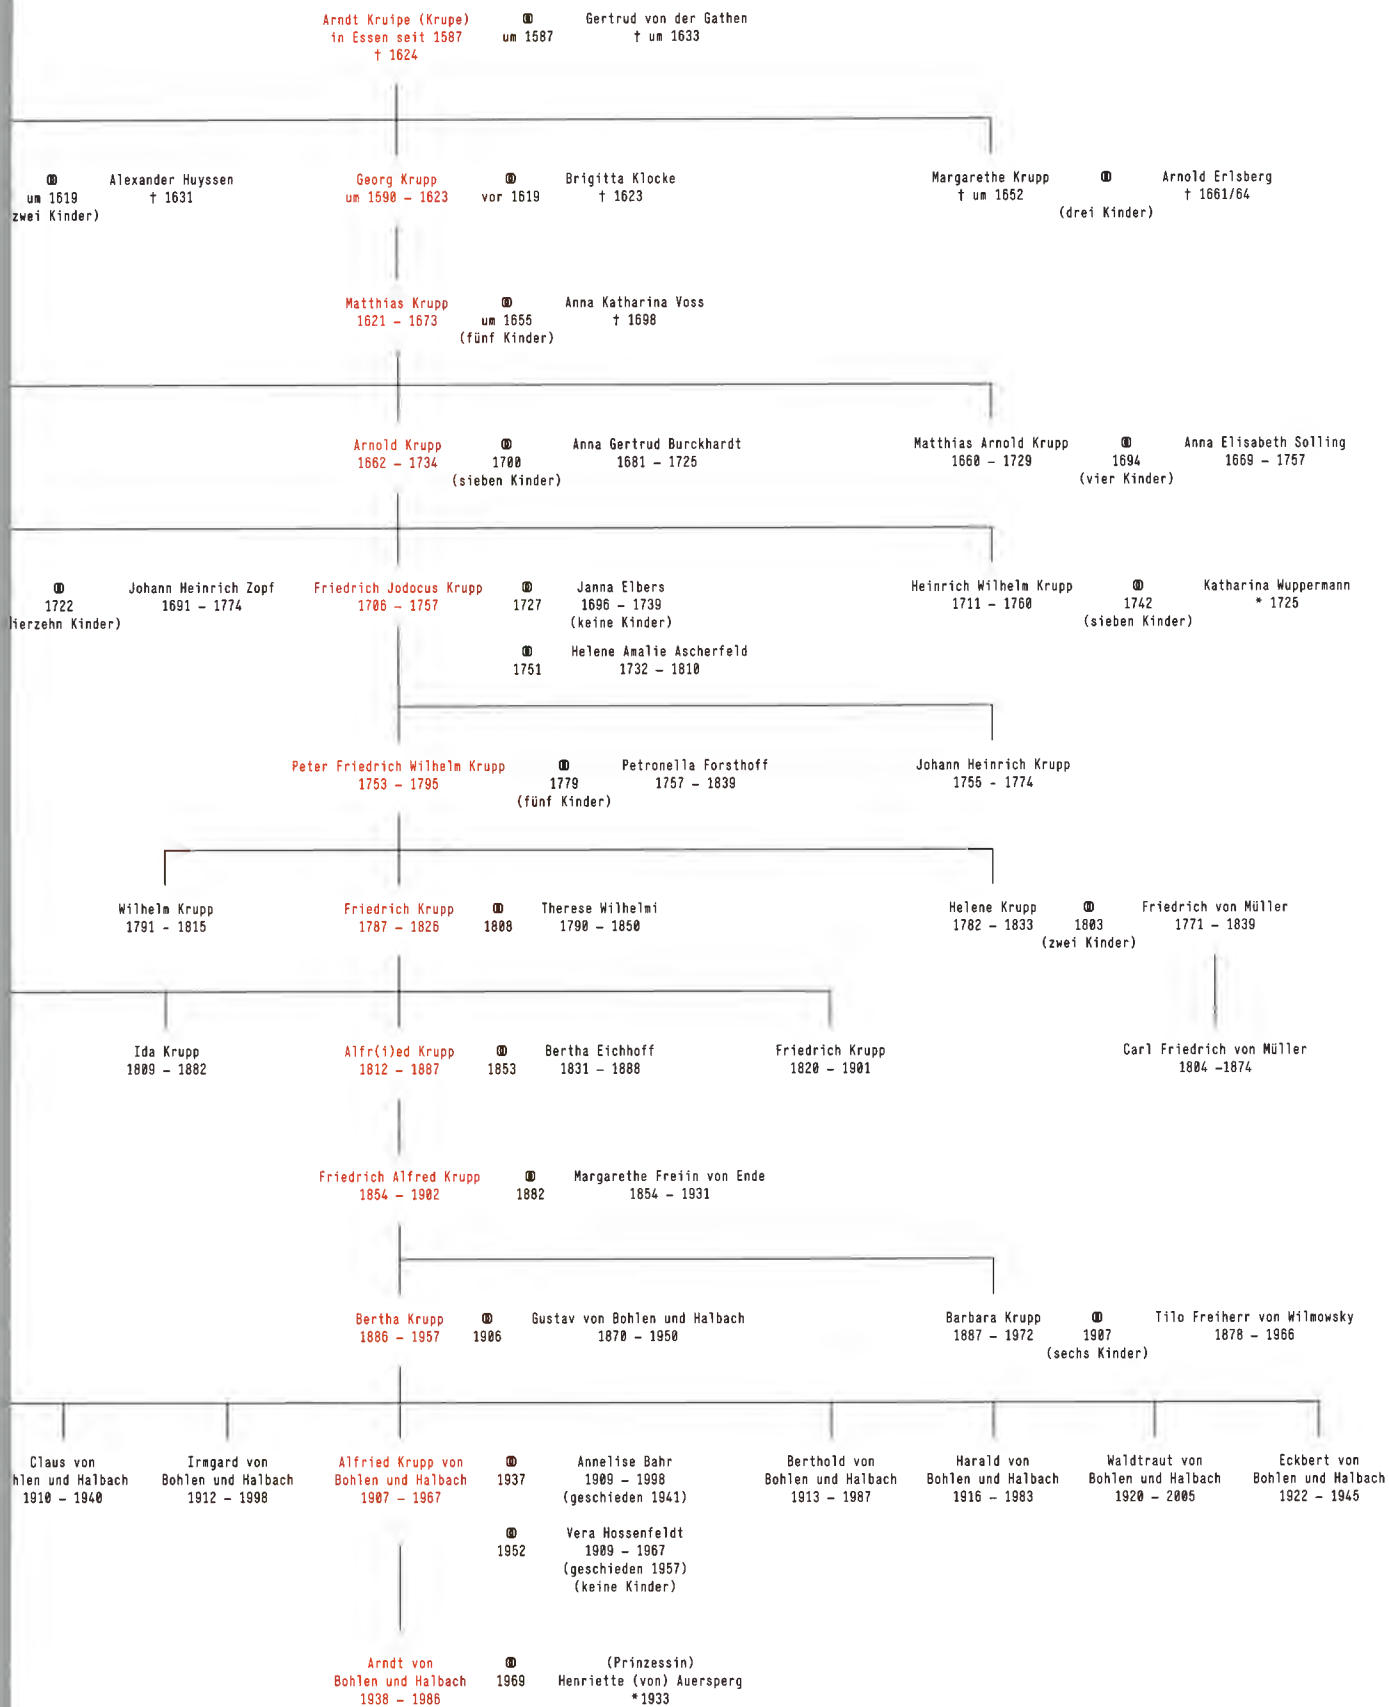 Arndt Kruipe (Krupe)
in Essen seit 1587
† 1624
⚭
um 1587
Gertrud von der Gathen
† um 1633
⚭
um 1619
zwei Kinder)
Alexander Huyssen
† 1631
Georg Krupp
um 1590 – 1623
⚭
vor 1619
Brigitta Klocke
† 1623
Margarethe Krupp
† um 1652
⚭
(drei Kinder)
Arnold Erlsberg
† 1661/64
Matthias Krupp
1621 – 1673
⚭
um 1655
(fünf Kinder)
Anna Katharina Voss
† 1698
Arnold Krupp
1662 – 1734
⚭
1700
(sieben Kinder)
Anna Gertrud Burckhardt
1681 – 1725
Matthias Arnold Krupp
1660 – 1729
⚭
1694
(vier Kinder)
Anna Elisabeth Solling
1669 – 1757
⚭
1722
ierzehn Kinder)
Johann Heinrich Zopf
1691 – 1774
Friedrich Jodocus Krupp
1706 – 1757
⚭
1727
Janna Elbers
1696 – 1739
(keine Kinder)
⚭
1751
Helene Amalie Ascherfeld
1732 – 1810
Heinrich Wilhelm Krupp
1711 – 1760
⚭
1742
(sieben Kinder)
Katharina Wuppermann
* 1725
Peter Friedrich Wilhelm Krupp
1753 – 1795
⚭
1779
(fünf Kinder)
Petronella Forsthoff
1757 – 1839
Johann Heinrich Krupp
1755 – 1774
Wilhelm Krupp
1791 – 1815
Friedrich Krupp
1787 – 1826
⚭
1808
Therese Wilhelmi
1790 – 1850
Helene Krupp
1782 – 1833
⚭
1803
(zwei Kinder)
Friedrich von Müller
1771 – 1839
Ida Krupp
1809 – 1882
Alfr(i)ed Krupp
1812 – 1887
⚭
1853
Bertha Eichhoff
1831 – 1888
Friedrich Krupp
1820 – 1901
Carl Friedrich von Müller
1804 –1874
Friedrich Alfred Krupp
1854 – 1902
⚭
1882
Margarethe Freiin von Ende
1854 – 1931
Bertha Krupp
1886 – 1957
⚭
1906
Gustav von Bohlen und Halbach
1870 – 1950
Barbara Krupp
1887 – 1972
⚭
1907
(sechs Kinder)
Tilo Freiherr von Wilmowsky
1878 – 1966
Claus von
hlen und Halbach
1910 – 1940
Irmgard von
Bohlen und Halbach
1912 – 1998
Alfried Krupp von
Bohlen und Halbach
1907 – 1967
⚭
1937
Annelise Bahr
1909 – 1998
(geschieden 1941)
⚭
1952
Vera Hossenfeldt
1909 – 1967
(geschieden 1957)
(keine Kinder)
Berthold von
Bohlen und Halbach
1913 – 1987
Harald von
Bohlen und Halbach
1916 – 1983
Waldtraut von
Bohlen und Halbach
1920 – 2005
Eckbert von
Bohlen und Halbach
1922 – 1945
Arndt von
Bohlen und Halbach
1938 – 1986
⚭
1969
(Prinzessin)
Henriette (von) Auersperg
*1933